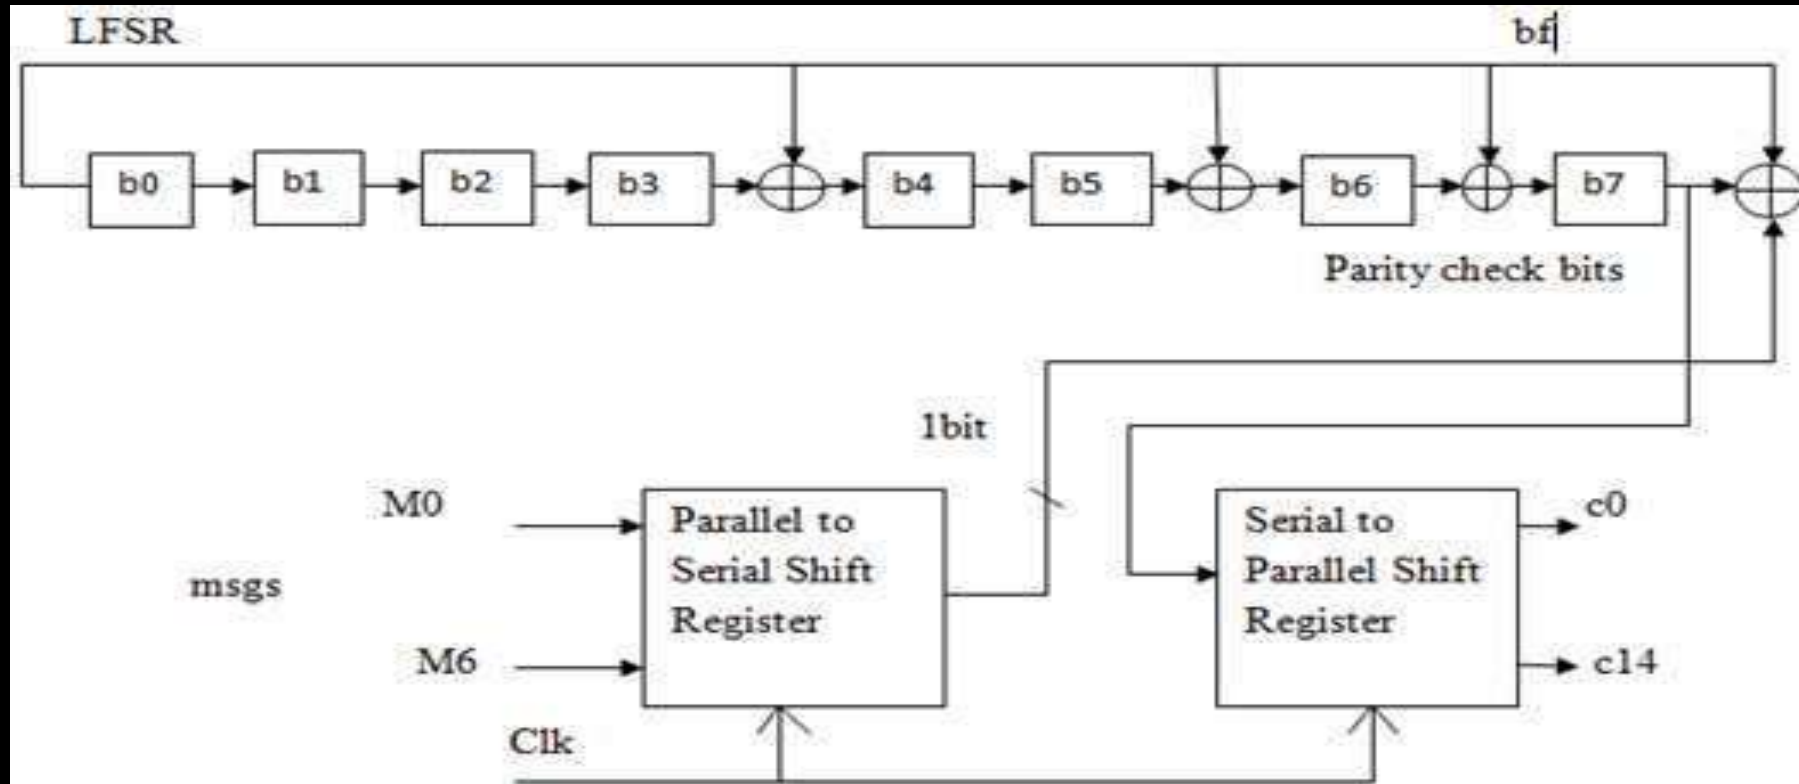 LFSR
bf
b0 b1 b2 b3 b4 b5 b6 b7
Parity check bits
1bit
M0
msgs
M6
Parallel to
Serial Shift
Register
Serial to
Parallel Shift
Register
c0
c14
Clk